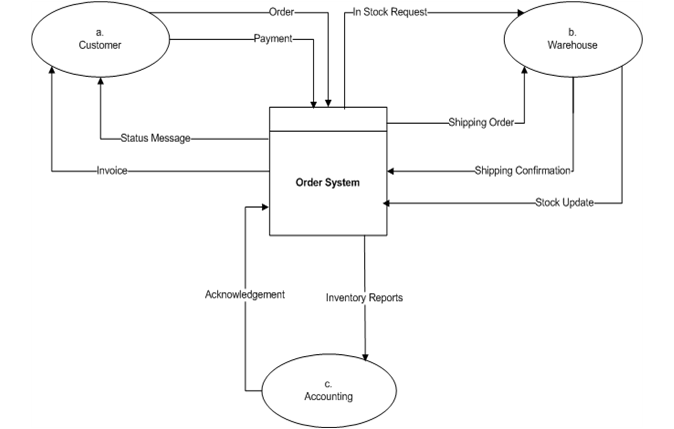 a.
Customer
Order
Payment
In Stock Request
b.
Warehouse
Shipping Order
Status Message
Invoice
Shipping Confirmation
Order System
Stock Update
Acknowledgement
Inventory Reports
c.
Accounting